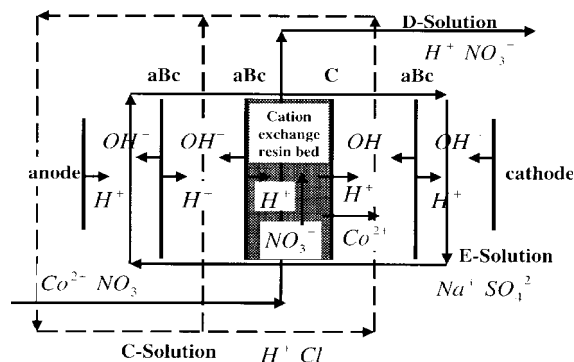 D-Solution
H⁺ NO₃⁻
aBc aBc C aBc
Cation
exchange
resin bed
OH⁻ OH⁻ OH OH⁻
anode cathode
H⁺ H⁺ H⁺ H⁺ H⁺
NO₃⁻ Co²⁺
E-Solution
Co²⁺ NO₃ Na⁺ SO₄²
C-Solution H⁺ Cl